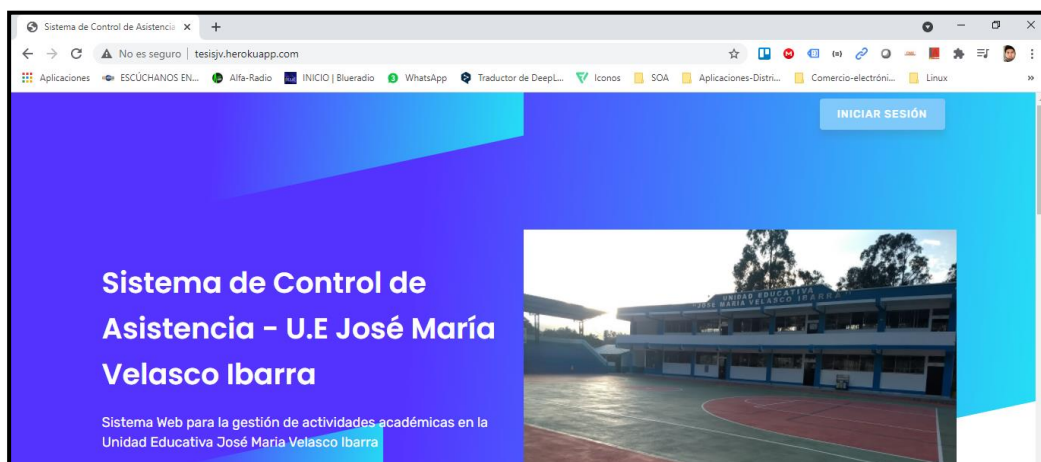 Sistema de Control de Asistencia
No es seguro | tesisjv.herokuapp.com
Aplicaciones ESCÚCHANOS EN... Alfa-Radio INICIO | Blueradio WhatsApp Traductor de DeepL... Iconos SOA Aplicaciones-Distri... Comercio-electróni... Linux »
INICIAR SESIÓN
UNIDAD EDUCATIVA
"JOSE MARIA VELASCO IBARRA"
Sistema de Control de
Asistencia - U.E José María
Velasco Ibarra
Sistema Web para la gestión de actividades académicas en la
Unidad Educativa José Maria Velasco Ibarra